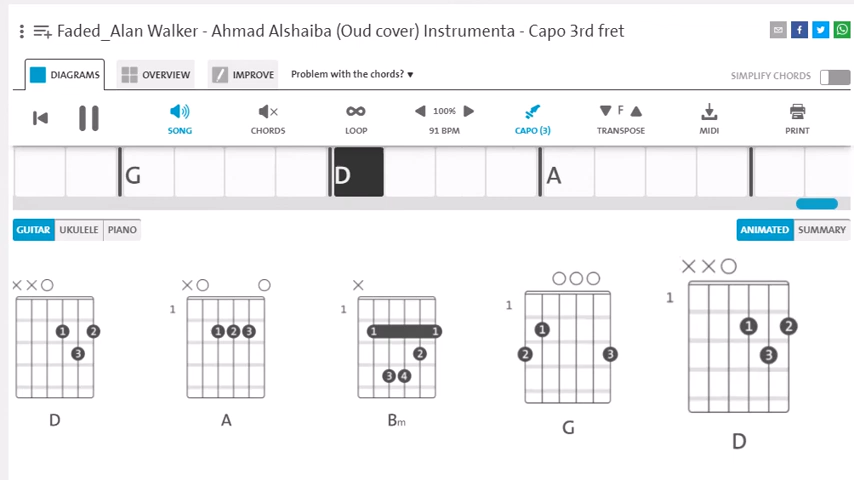 Faded_Alan Walker - Ahmad Alshaiba (Oud cover) Instrumenta - Capo 3rd fret
DIAGRAMS OVERVIEW IMPROVE Problem with the chords? ▾ SIMPLIFY CHORDS
100% F
SONG CHORDS LOOP 91 BPM CAPO (3) TRANSPOSE MIDI PRINT
G D A
GUITAR UKULELE PIANO ANIMATED SUMMARY
1 1 1 1
1 2 3
1 2 3
1 1 2 3 4
1 2 3
1 2 3
D A Bm G D